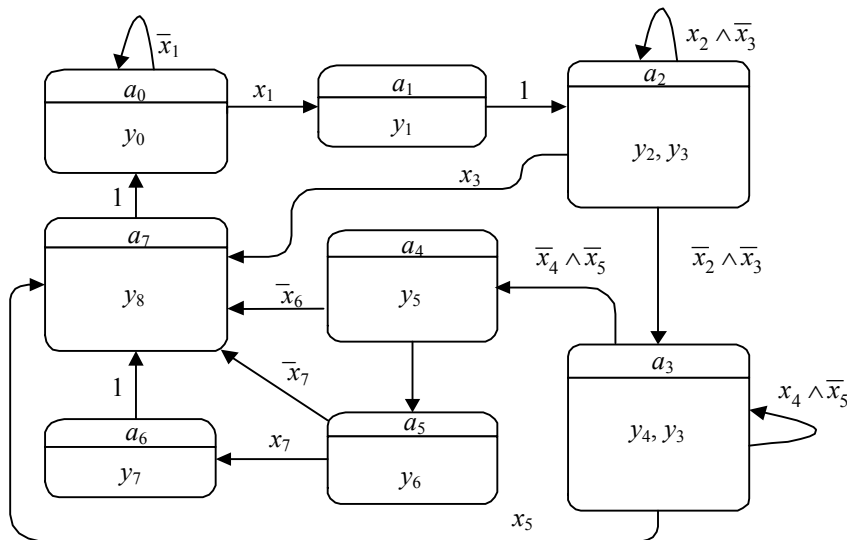 x̅₁
x₂ ∧ x̅₃
a₀
y₀
x₁
a₁
y₁
1
a₂
y₂, y₃
x₃
1
a₇
y₈
x̅₆
a₄
y₅
x̅₄ ∧ x̅₅
x̅₂ ∧ x̅₃
a₃
y₄, y₃
x₄ ∧ x̅₅
x̅₇
1
a₆
y₇
x₇
a₅
y₆
x₅